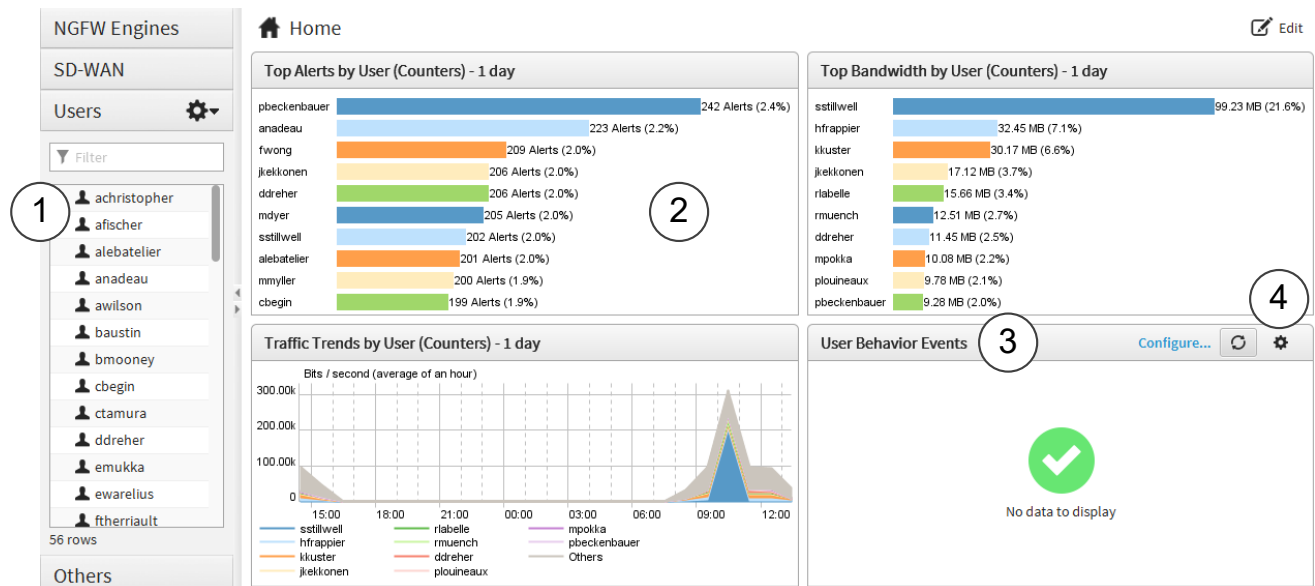 NGFW Engines
SD-WAN
Users
Filter
achristopher
afischer
alebatelier
anadeau
awilson
baustin
bmooney
cbegin
ctamura
ddreher
emukka
ewarelius
ftherriault
56 rows
Others
1
Home
Edit
Top Alerts by User (Counters) - 1 day
pbeckenbauer 242 Alerts (2.4%)
anadeau 223 Alerts (2.2%)
fwong 209 Alerts (2.0%)
jkekkonen 206 Alerts (2.0%)
ddreher 206 Alerts (2.0%)
mdyer 205 Alerts (2.0%)
sstillwell 202 Alerts (2.0%)
alebatelier 201 Alerts (2.0%)
mmyller 200 Alerts (1.9%)
cbegin 199 Alerts (1.9%)
2
Top Bandwidth by User (Counters) - 1 day
sstillwell 99.23 MB (21.6%)
hfrappier 32.45 MB (7.1%)
kkuster 30.17 MB (6.6%)
jkekkonen 17.12 MB (3.7%)
rlabelle 15.66 MB (3.4%)
rmuench 12.51 MB (2.7%)
ddreher 11.45 MB (2.5%)
mpokka 10.08 MB (2.2%)
plouineaux 9.78 MB (2.1%)
pbeckenbauer 9.28 MB (2.0%)
4
Traffic Trends by User (Counters) - 1 day
Bits / second (average of an hour)
300.00k
200.00k
100.00k
0
15:00 18:00 21:00 00:00 03:00 06:00 09:00 12:00
sstillwell rlabelle mpokka
hfrappier rmuench pbeckenbauer
kkuster ddreher Others
jkekkonen plouineaux
User Behavior Events 3 Configure...
No data to display